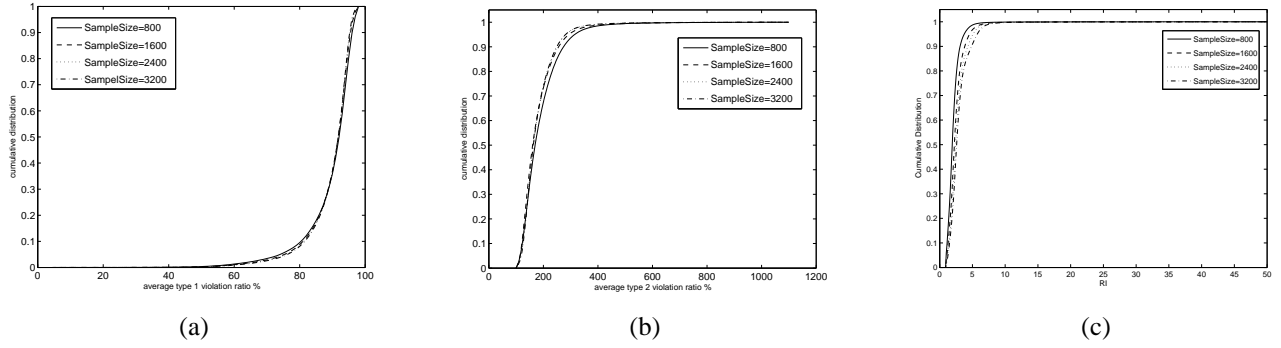 1
0.9
0.8
0.7
0.6
0.5
0.4
0.3
0.2
0.1
0
cumulative distribution
SampleSize=800
SampleSize=1600
SampleSize=2400
SampelSize=3200
0 20 40 60 80 100
average type 1 violation ratio %
(a)
1
0.9
0.8
0.7
0.6
0.5
0.4
0.3
0.2
0.1
0
cumulative distribution
SampleSize=800
SampleSize=1600
SampleSize=2400
SampleSize=3200
0 200 400 600 800 1000 1200
average type 2 violation ratio %
(b)
1
0.9
0.8
0.7
0.6
0.5
0.4
0.3
0.2
0.1
0
Cumulative Distribution
SampleSize=800
SampleSize=1600
SampleSize=2400
SampleSize=3200
0 5 10 15 20 25 30 35 40 45 50
RI
(c)